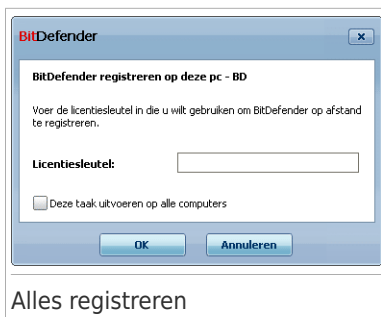 BitDefender
BitDefender registreren op deze pc - BD
Voer de licentiesleutel in die u wilt gebruiken om BitDefender op afstand
te registreren.
Licentiesleutel:
Deze taak uitvoeren op alle computers
OK Annuleren
Alles registreren